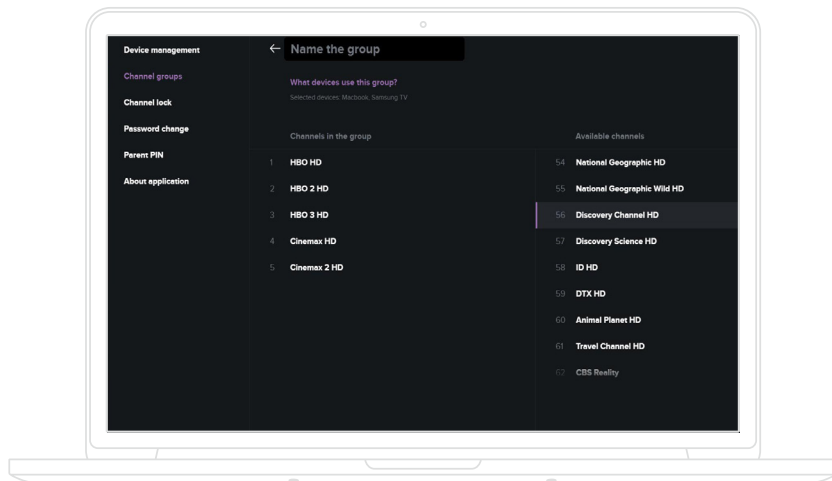 Device management
Channel groups
Channel lock
Password change
Parent PIN
About application
Name the group
What devices use this group?
Selected devices: Macbook, Samsung TV
Channels in the group
1 HBO HD
2 HBO 2 HD
3 HBO 3 HD
4 Cinemax HD
5 Cinemax 2 HD
Available channels
54 National Geographic HD
55 National Geographic Wild HD
56 Discovery Channel HD
57 Discovery Science HD
58 ID HD
59 DTX HD
60 Animal Planet HD
61 Travel Channel HD
62 CBS Reality